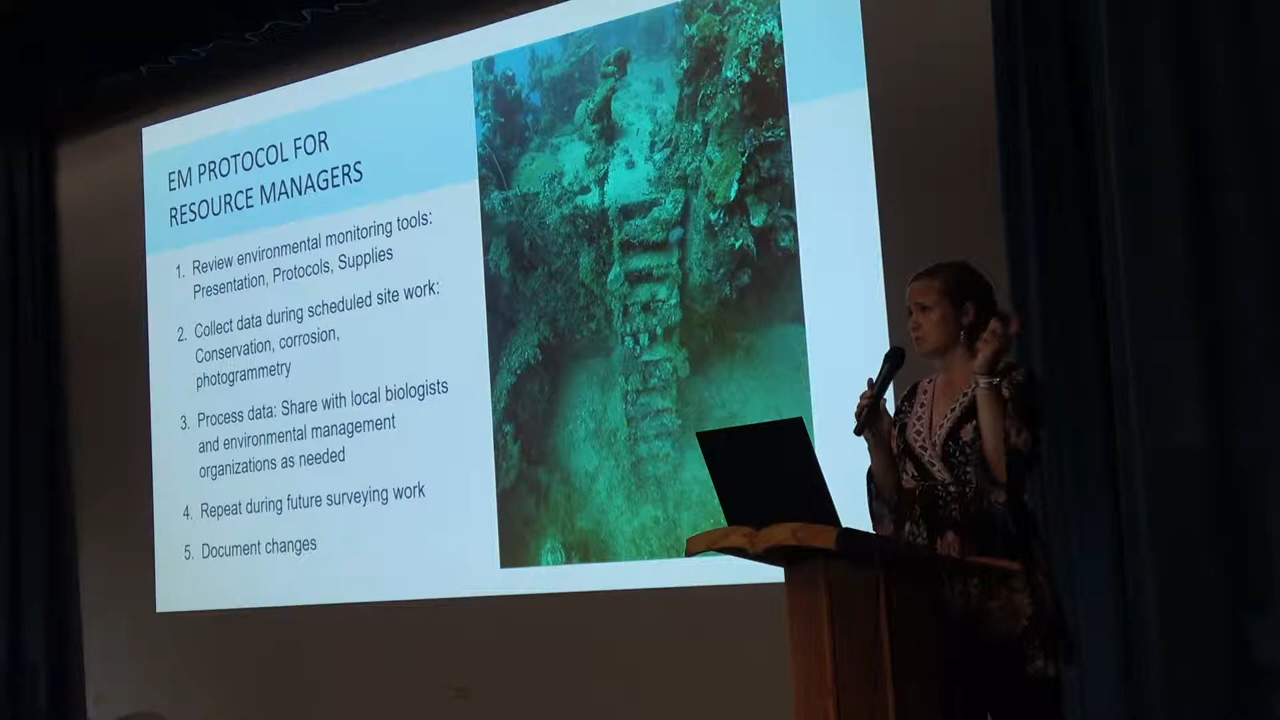 EM PROTOCOL FOR
RESOURCE MANAGERS
1. Review environmental monitoring tools:
Presentation, Protocols, Supplies
2. Collect data during scheduled site work:
Conservation, corrosion,
photogrammetry
3. Process data: Share with local biologists
and environmental management
organizations as needed
4. Repeat during future surveying work
5. Document changes